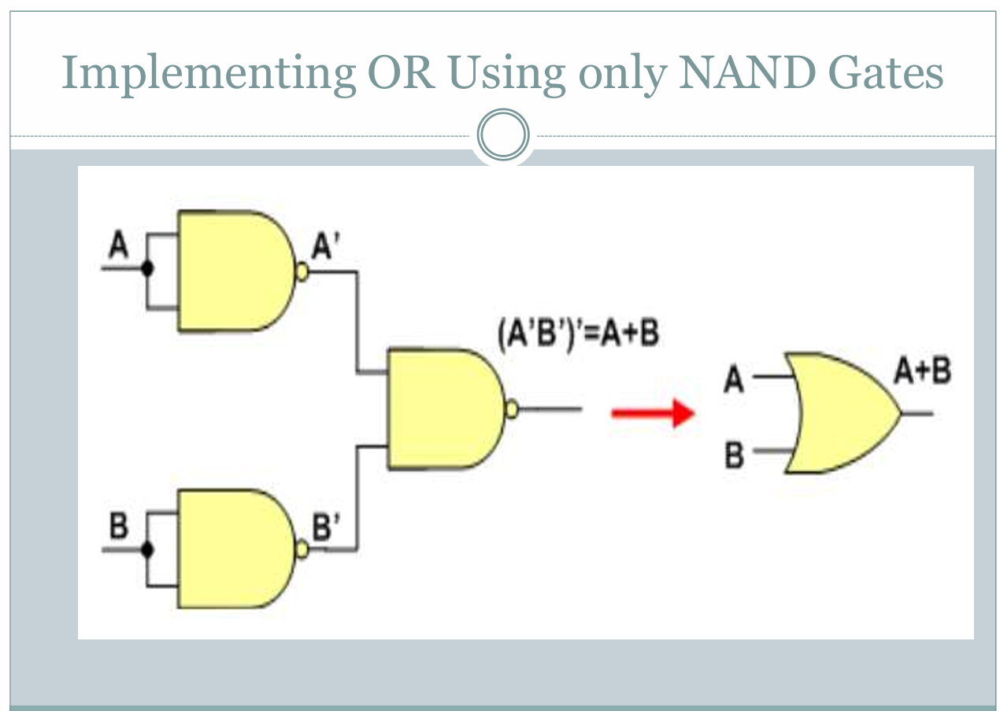 Implementing OR Using only NAND Gates
A
A'
(A'B')'=A+B
A
A+B
B
B
B'